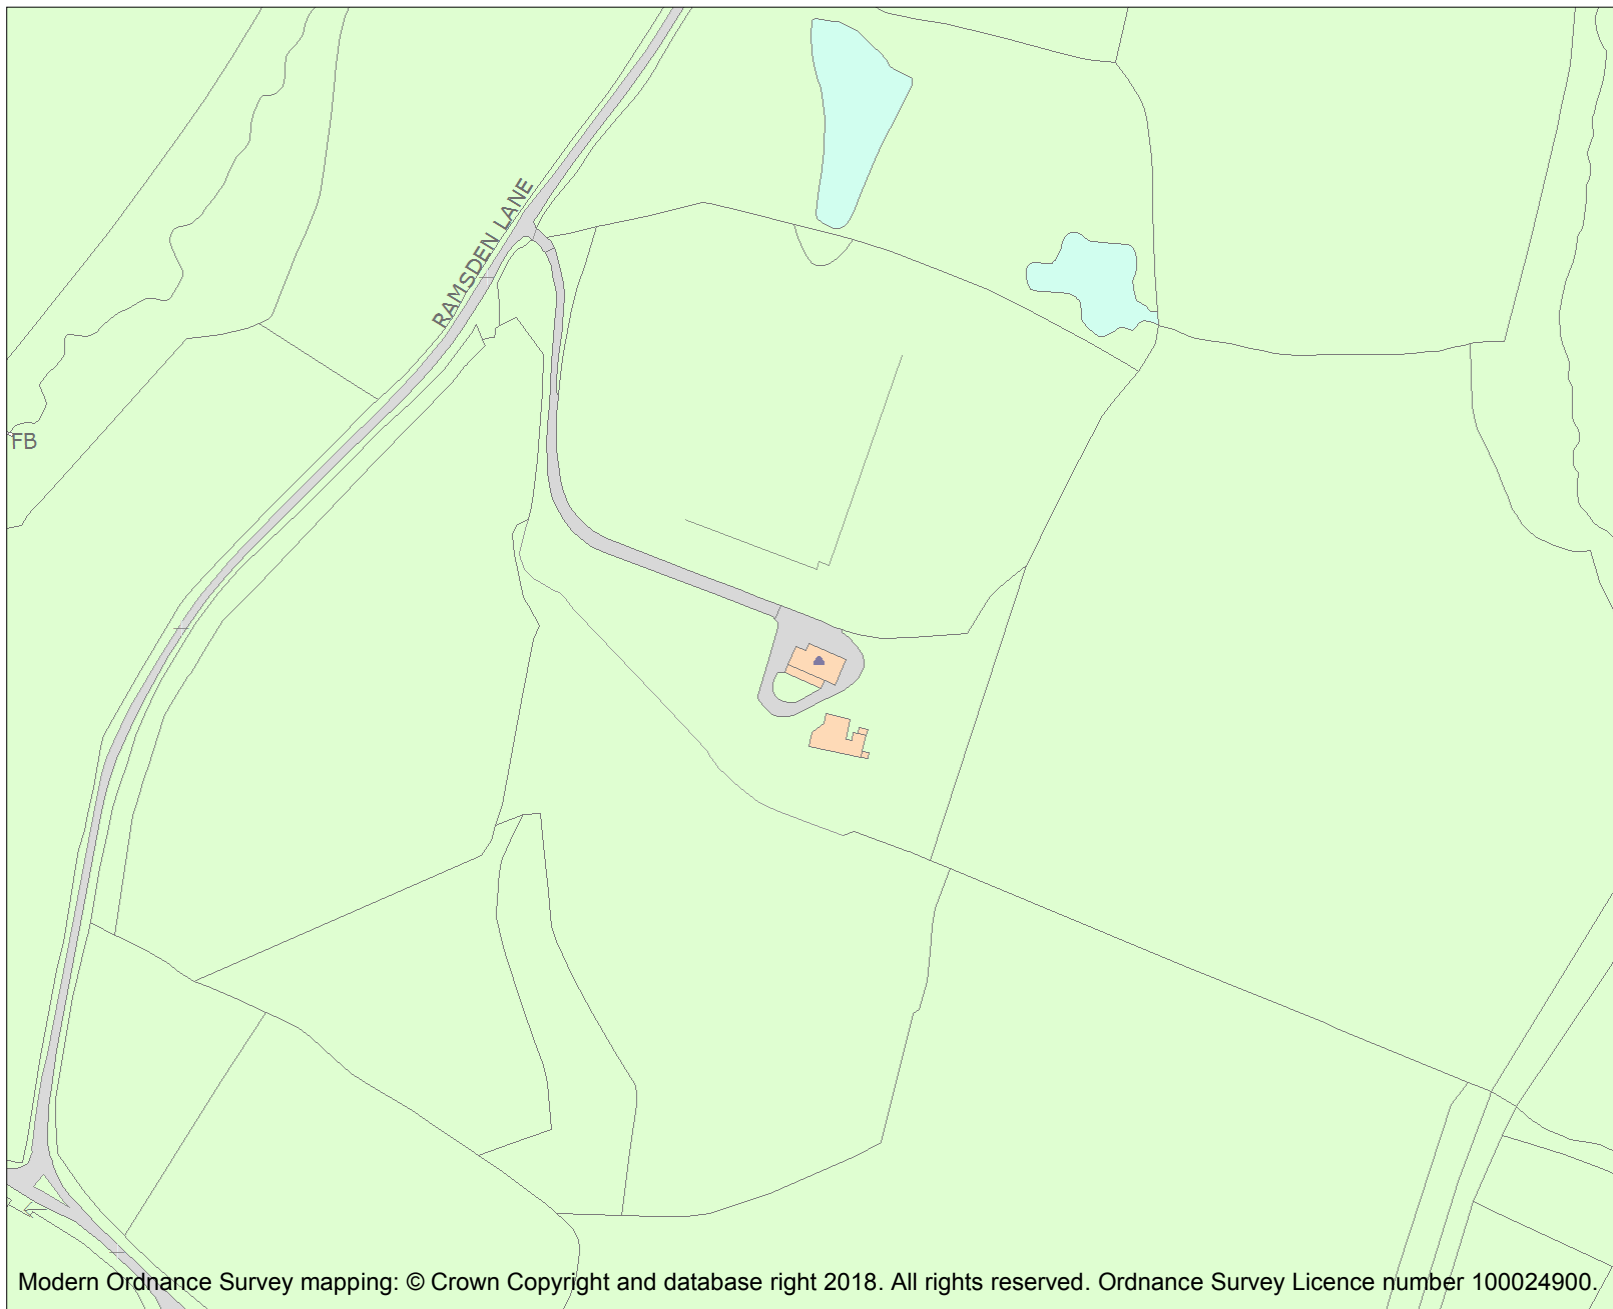 RAMSDEN LANE
FB
Modern Ordnance Survey mapping: © Crown Copyright and database right 2018. All rights reserved. Ordnance Survey Licence number 100024900.